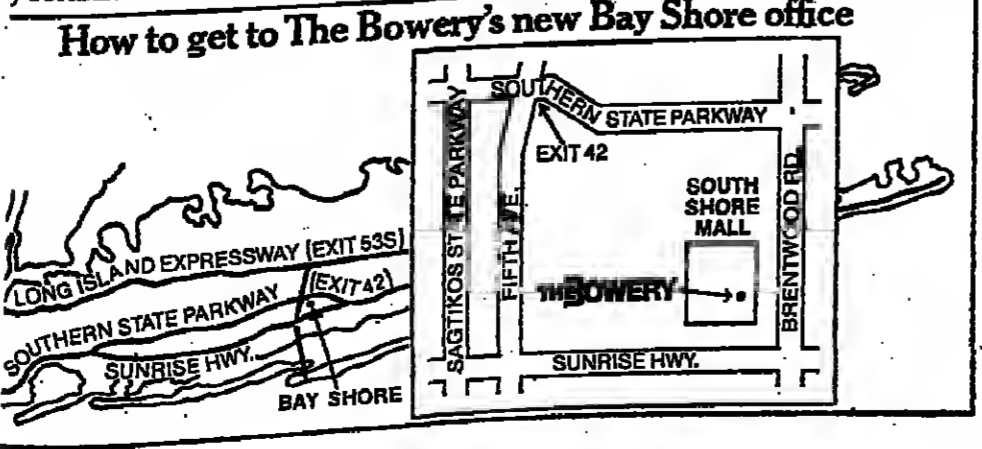 How to get to The Bowery's new Bay Shore office
LONG ISLAND EXPRESSWAY [EXIT 53S]
SOUTHERN STATE PARKWAY
[EXIT 42]
SUNRISE HWY.
BAY SHORE
SOUTHERN STATE PARKWAY
EXIT 42
SAGTIKOS STATE PARKWAY
FIFTH AVE.
SOUTH
SHORE
MALL
THE BOWERY
BRENTWOOD RD.
SUNRISE HWY.